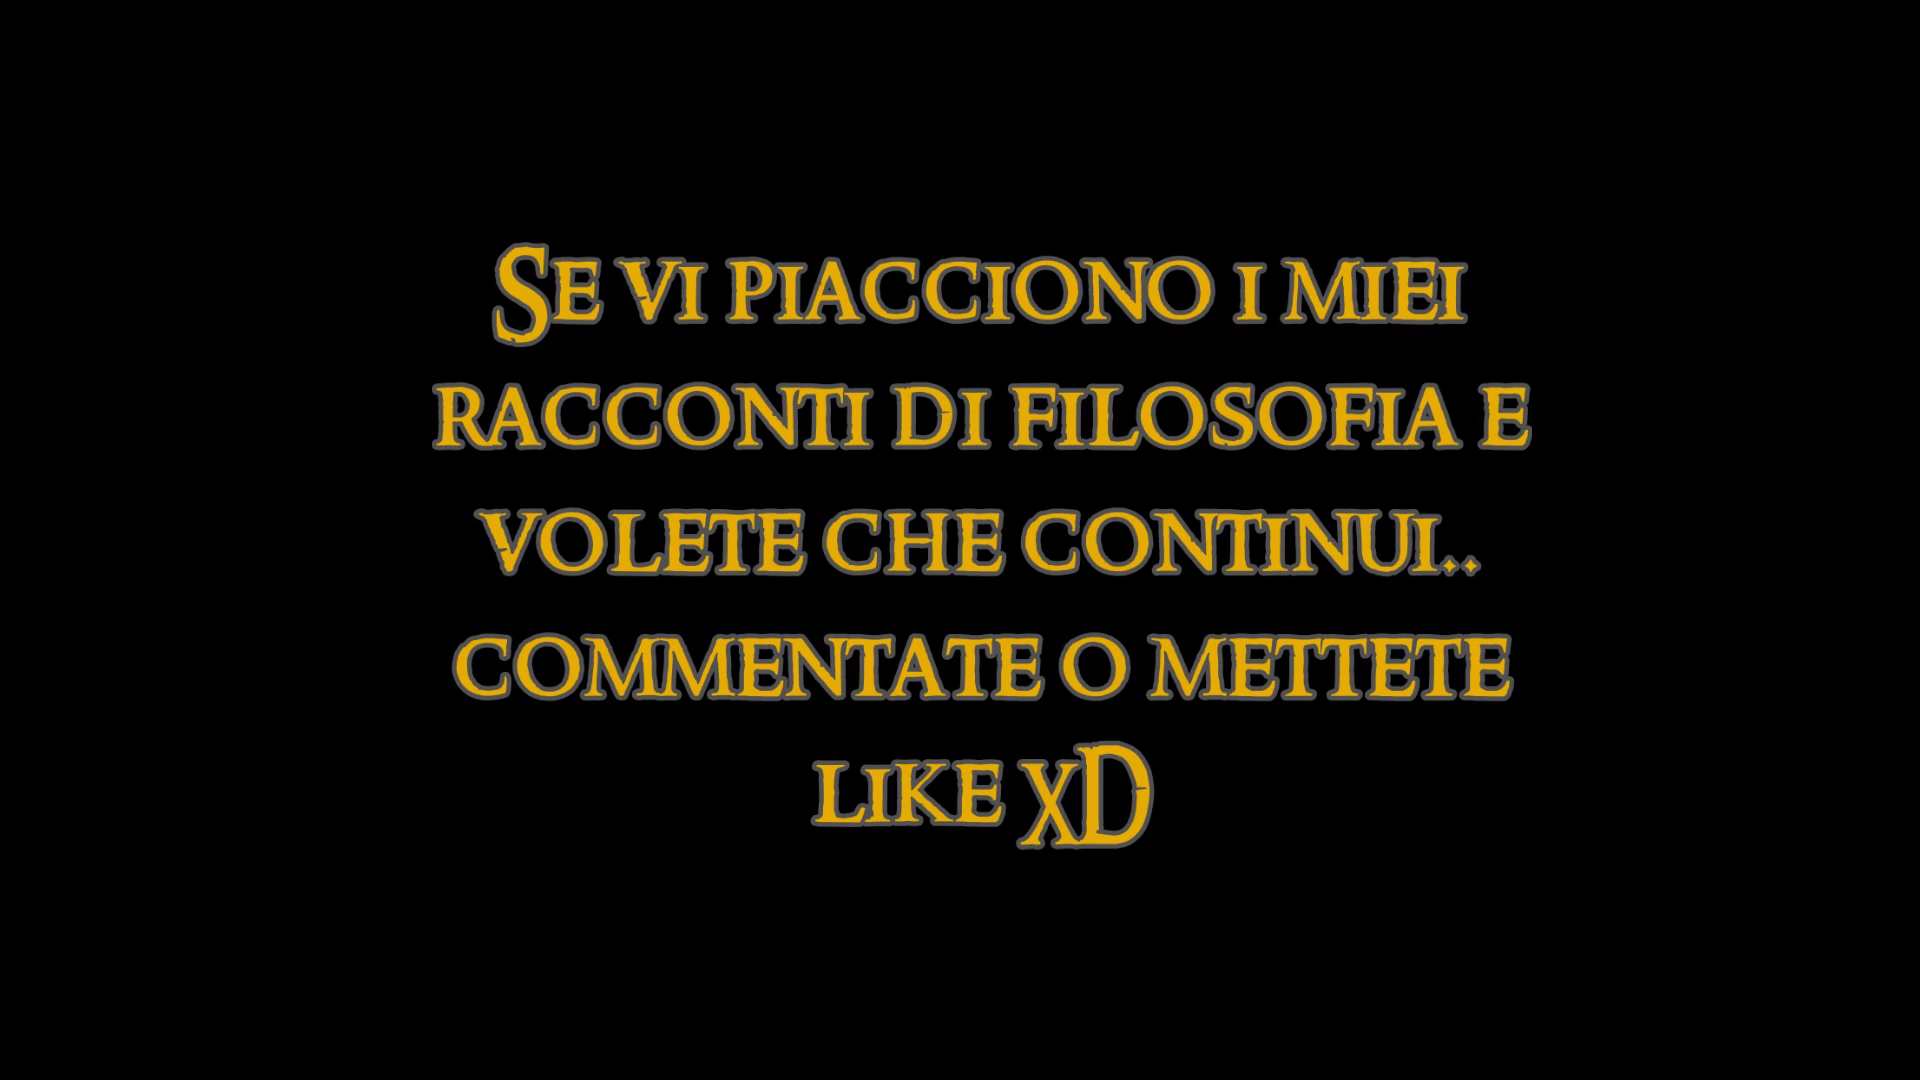 Se vi piacciono i miei
racconti di filosofia e
volete che continui..
commentate o mettete
like xD